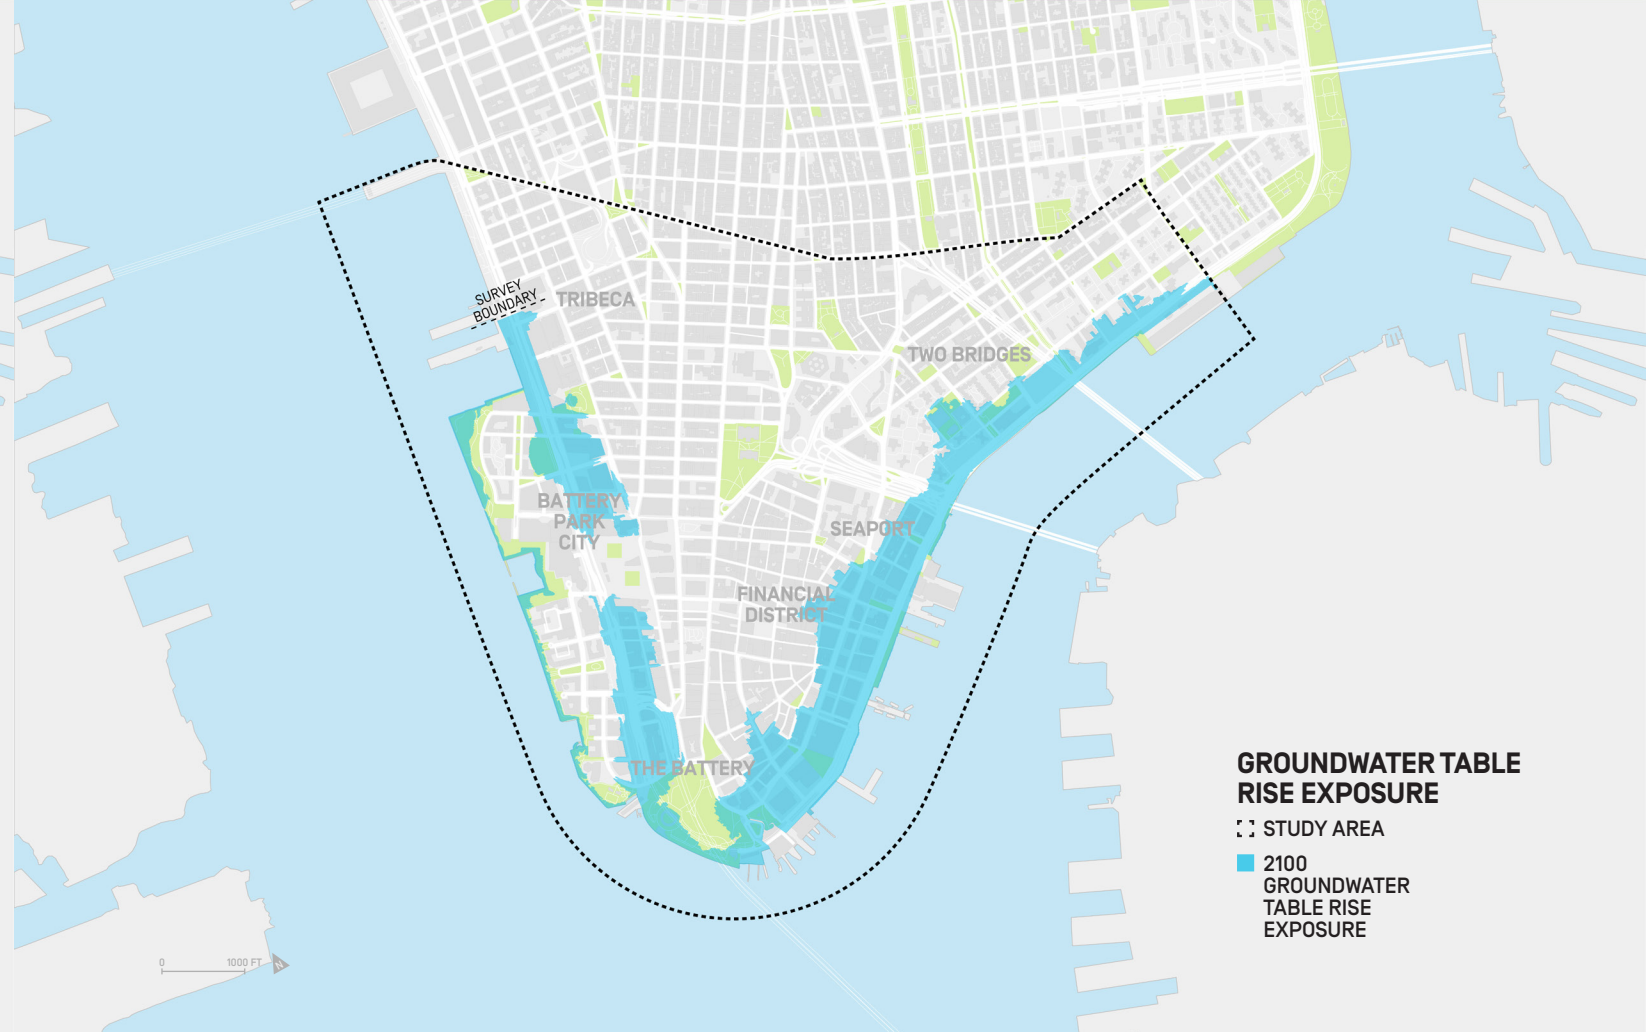 SURVEY
BOUNDARY
TRIBECA
TWO BRIDGES
BATTERY
PARK
CITY
SEAPORT
FINANCIAL
DISTRICT
THE BATTERY
GROUNDWATER TABLE
RISE EXPOSURE
STUDY AREA
2100
GROUNDWATER
TABLE RISE
EXPOSURE
0 1000 FT
N